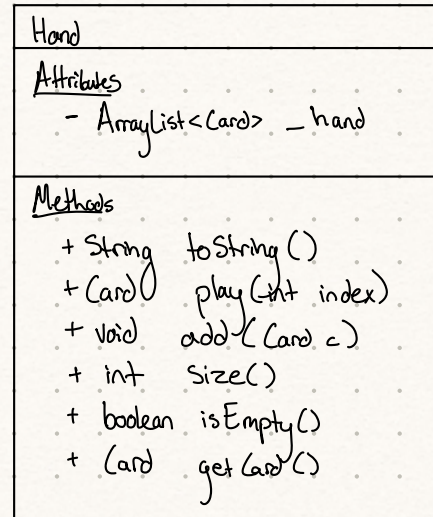 Hand
Attributes
- ArrayList<Card> _hand
Methods
+ String toString()
+ Card play(int index)
+ void add(Card c)
+ int size()
+ boolean isEmpty()
+ Card getCard()